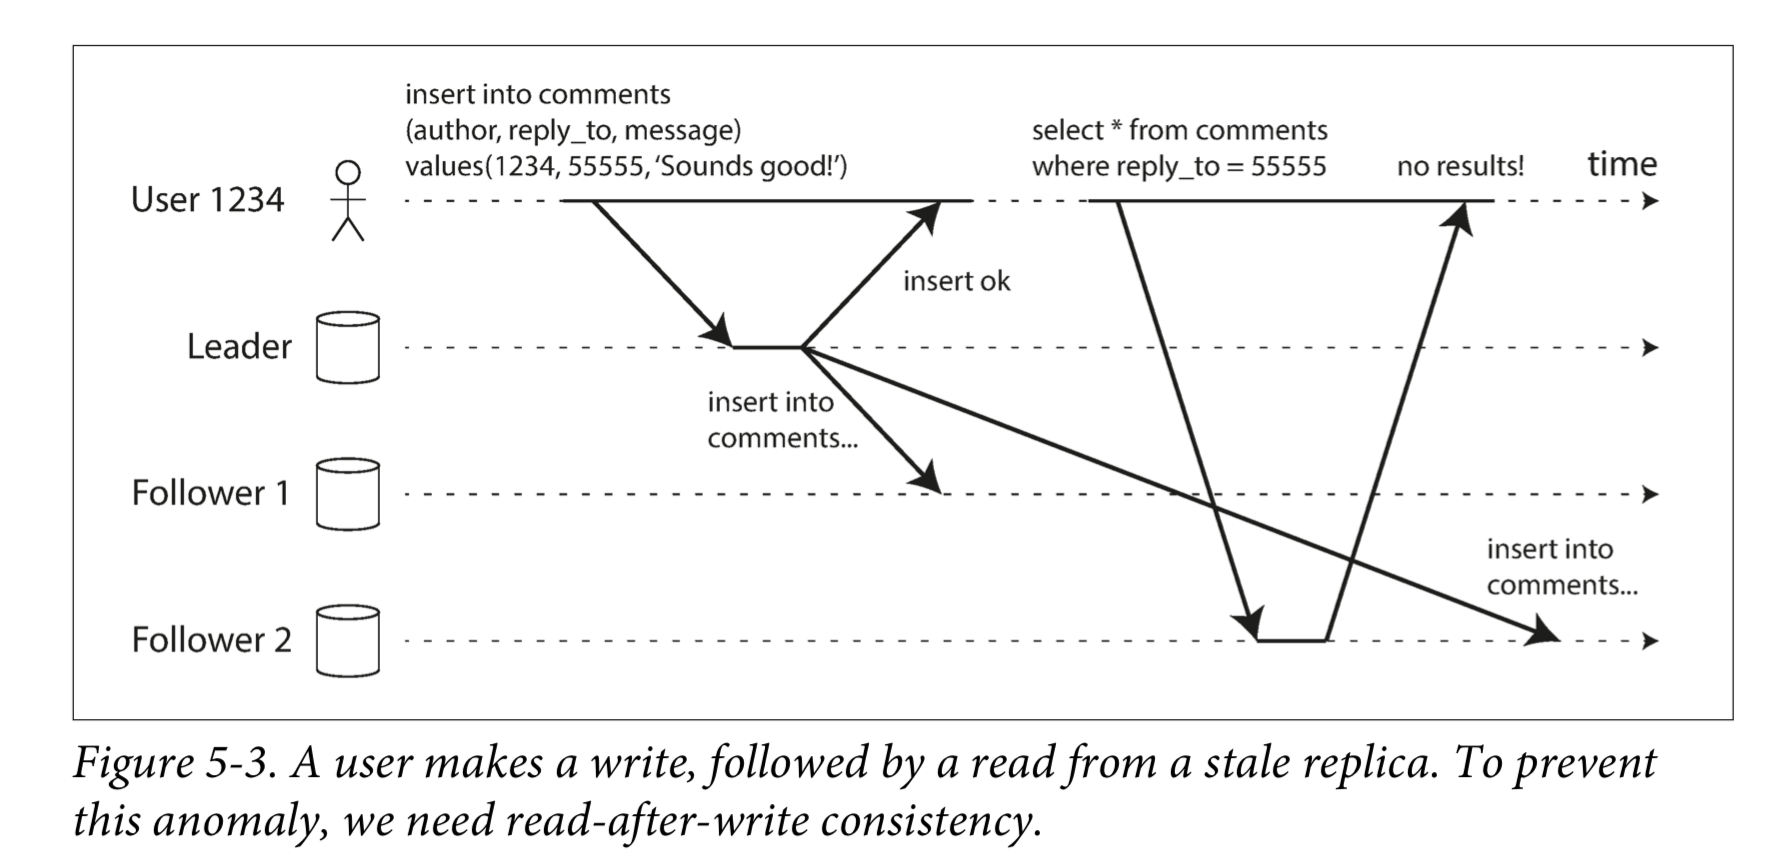 insert into comments
(author, reply_to, message)
values(1234, 55555, ‘Sounds good!’)
select * from comments
where reply_to = 55555
no results!
time
User 1234
insert ok
Leader
insert into
comments...
Follower 1
insert into
comments...
Follower 2
Figure 5-3. A user makes a write, followed by a read from a stale replica. To prevent
this anomaly, we need read-after-write consistency.